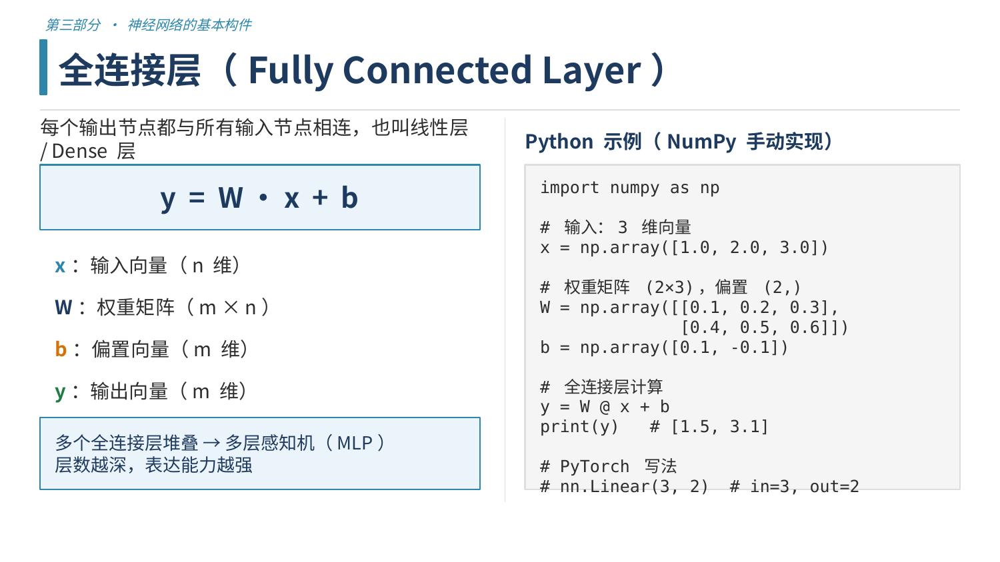 第三部分 · 神经网络的基本构件
全连接层（Fully Connected Layer）
每个输出节点都与所有输入节点相连，也叫线性层
/ Dense 层
y = W · x + b
x：输入向量（n 维）
W：权重矩阵（m × n）
b：偏置向量（m 维）
y：输出向量（m 维）
多个全连接层堆叠 → 多层感知机（MLP）
层数越深，表达能力越强
Python 示例（NumPy 手动实现）
import numpy as np
# 输入：3 维向量
x = np.array([1.0, 2.0, 3.0])
# 权重矩阵 (2×3)，偏置 (2,)
W = np.array([[0.1, 0.2, 0.3],
              [0.4, 0.5, 0.6]])
b = np.array([0.1, -0.1])
# 全连接层计算
y = W @ x + b
print(y)   # [1.5, 3.1]
# PyTorch 写法
# nn.Linear(3, 2)  # in=3, out=2